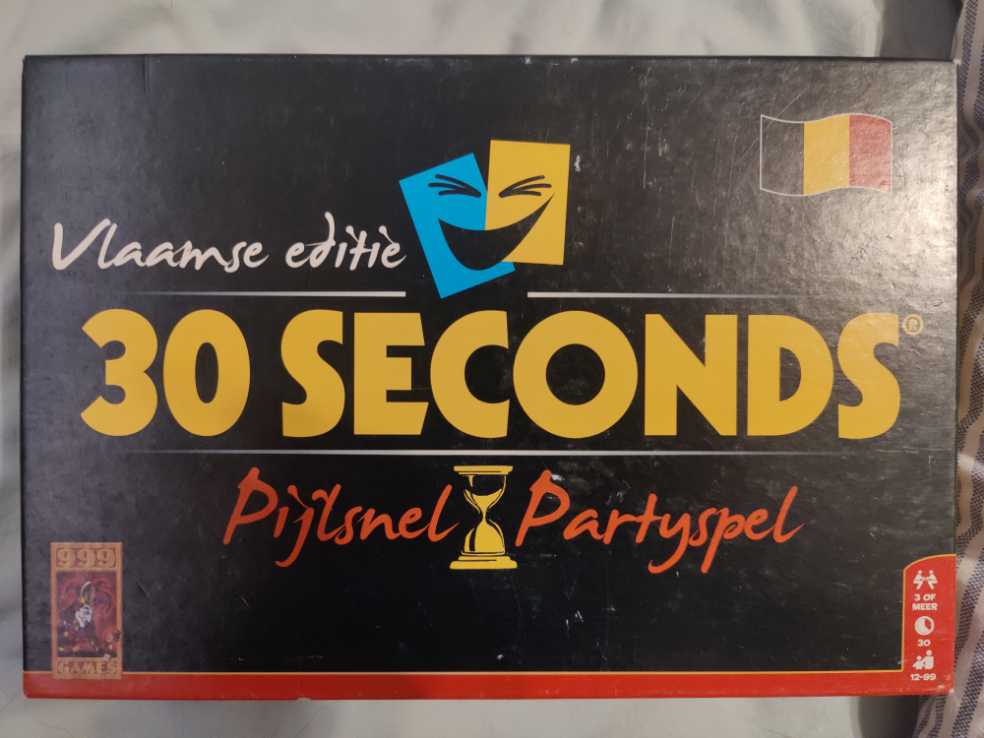 Vlaamse editie
30 SECONDS®
Pijlsnel Partyspel
999
GAMES
3 OF
MEER
30
12-99